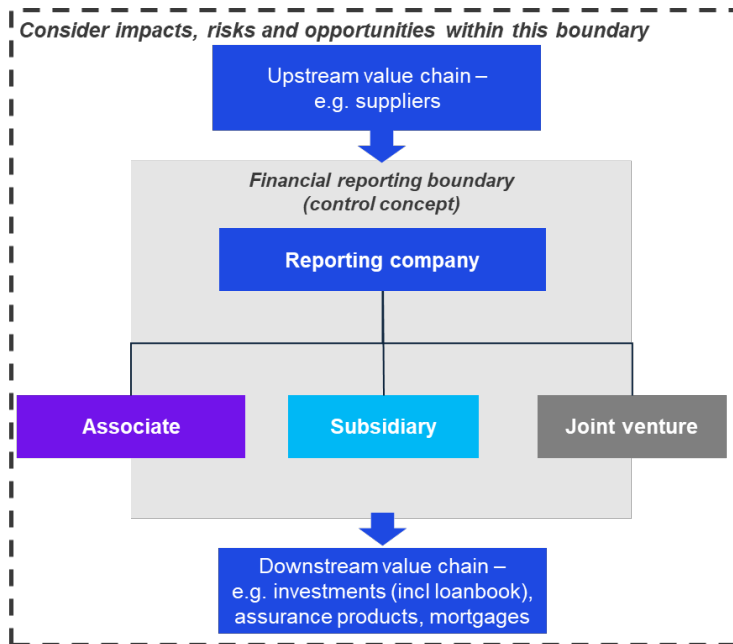 Consider impacts, risks and opportunities within this boundary
Upstream value chain –
e.g. suppliers
Financial reporting boundary
(control concept)
Reporting company
Associate
Subsidiary
Joint venture
Downstream value chain –
e.g. investments (incl loanbook),
assurance products, mortgages